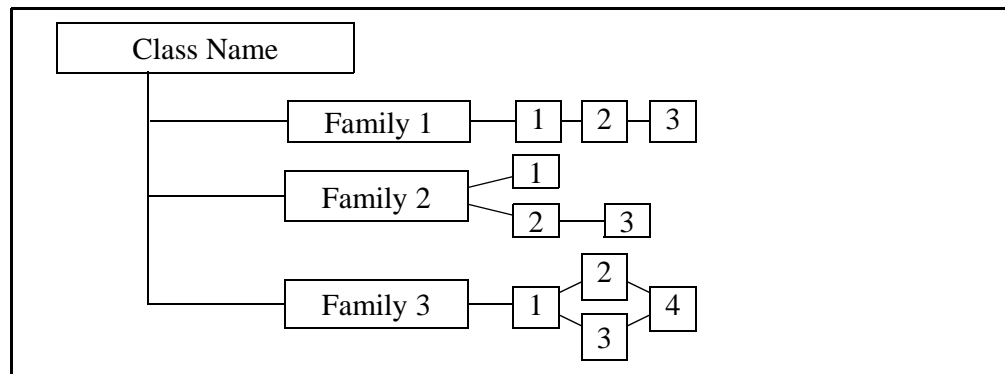 Class Name
Family 1 1 2 3
1
Family 2
2 3
2
Family 3 1 4
3